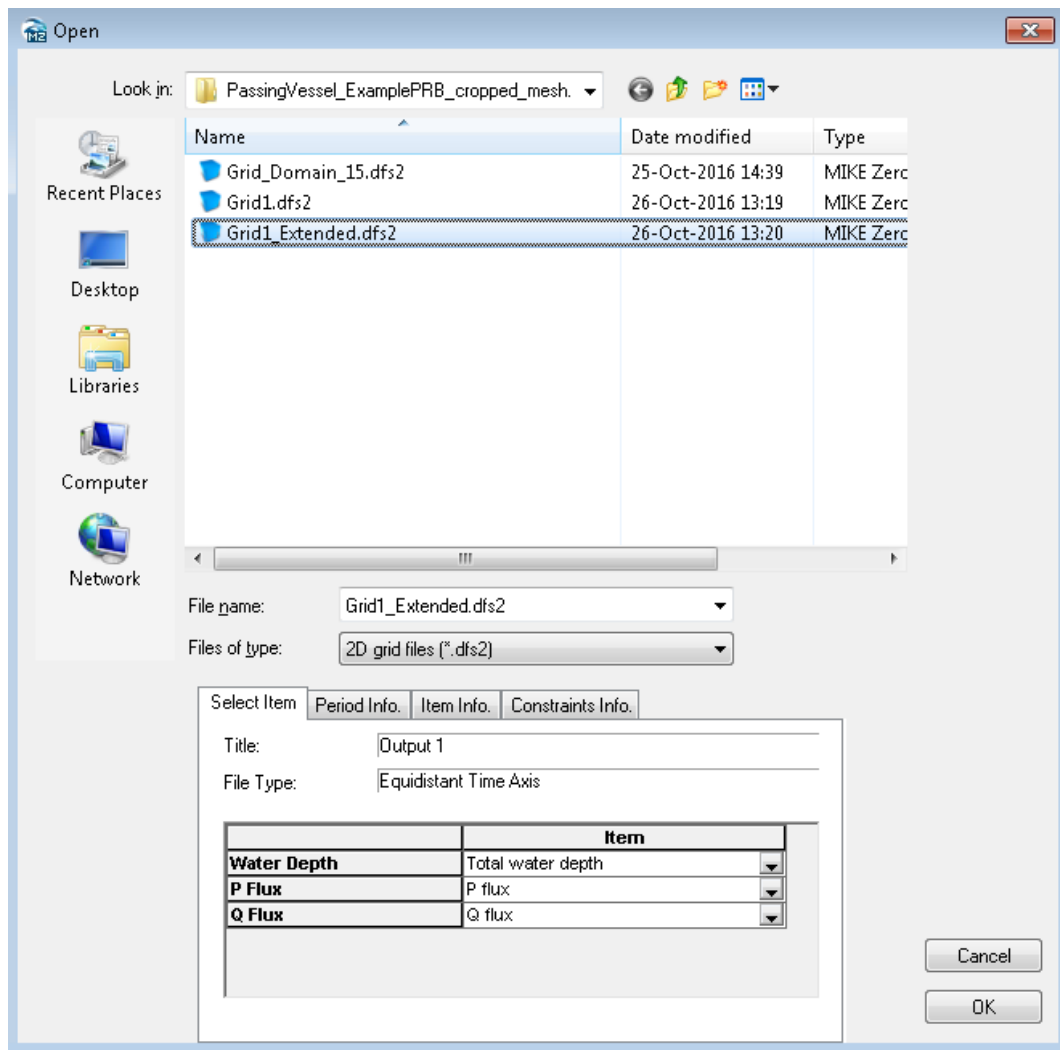 Open
Look in: PassingVessel_ExamplePRB_cropped_mesh.
Name Date modified Type
Grid_Domain_15.dfs2 25-Oct-2016 14:39 MIKE Zero
Grid1.dfs2 26-Oct-2016 13:19 MIKE Zero
Grid1_Extended.dfs2 26-Oct-2016 13:20 MIKE Zero
Recent Places
Desktop
Libraries
Computer
Network
File name: Grid1_Extended.dfs2
Files of type: 2D grid files (*.dfs2)
Select Item Period Info. Item Info. Constraints Info.
Title: Output 1
File Type: Equidistant Time Axis
Item
Water Depth Total water depth
P Flux P flux
Q Flux Q flux
Cancel
OK